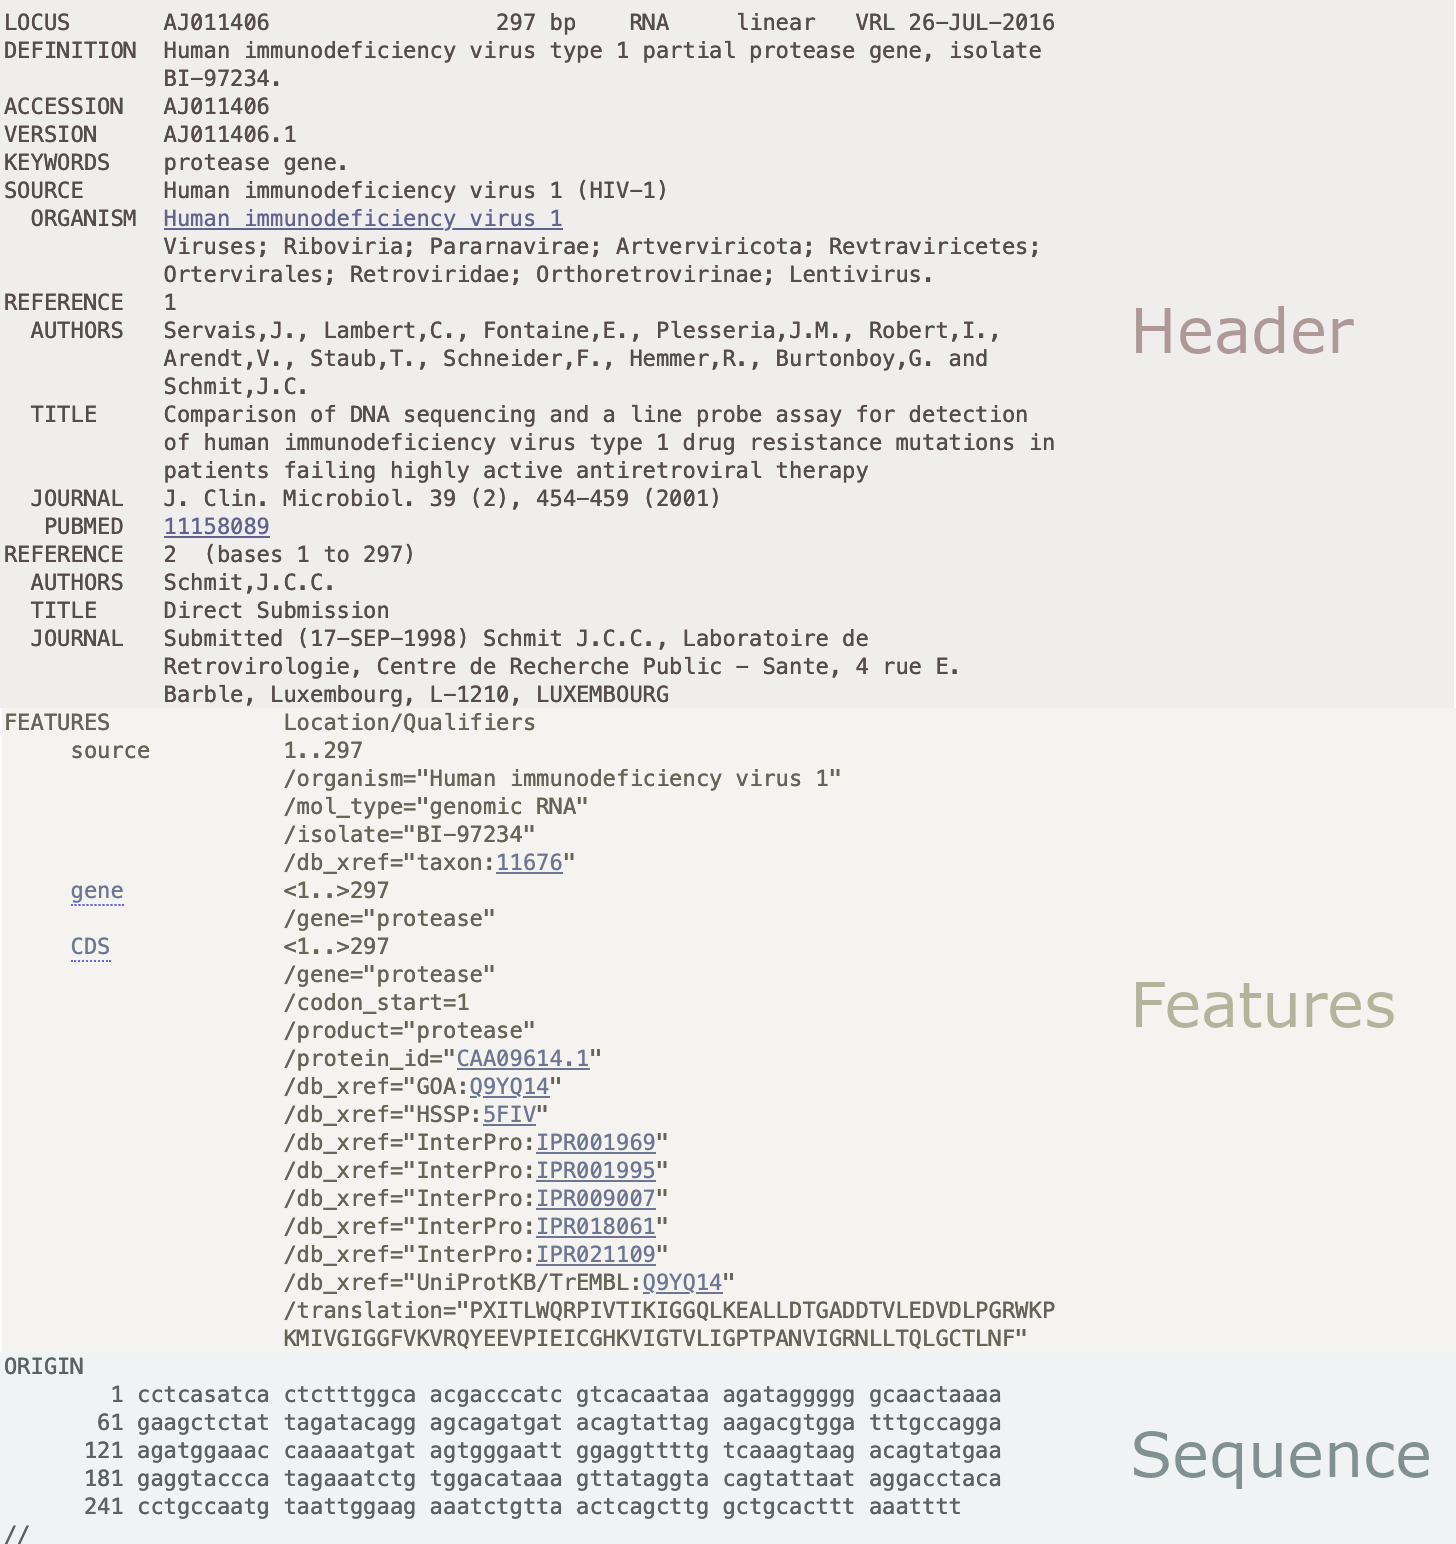 LOCUS       AJ011406                 297 bp    RNA     linear   VRL 26-JUL-2016
DEFINITION  Human immunodeficiency virus type 1 partial protease gene, isolate
            BI-97234.
ACCESSION   AJ011406
VERSION     AJ011406.1
KEYWORDS    protease gene.
SOURCE      Human immunodeficiency virus 1 (HIV-1)
  ORGANISM  Human immunodeficiency virus 1
            Viruses; Riboviria; Pararnavirae; Artverviricota; Revtraviricetes;
            Ortervirales; Retroviridae; Orthoretrovirinae; Lentivirus.
REFERENCE   1
  AUTHORS   Servais,J., Lambert,C., Fontaine,E., Plesseria,J.M., Robert,I.,
            Arendt,V., Staub,T., Schneider,F., Hemmer,R., Burtonboy,G. and
            Schmit,J.C.
  TITLE     Comparison of DNA sequencing and a line probe assay for detection
            of human immunodeficiency virus type 1 drug resistance mutations in
            patients failing highly active antiretroviral therapy
  JOURNAL   J. Clin. Microbiol. 39 (2), 454-459 (2001)
   PUBMED   11158089
REFERENCE   2  (bases 1 to 297)
  AUTHORS   Schmit,J.C.C.
  TITLE     Direct Submission
  JOURNAL   Submitted (17-SEP-1998) Schmit J.C.C., Laboratoire de
            Retrovirologie, Centre de Recherche Public - Sante, 4 rue E.
            Barble, Luxembourg, L-1210, LUXEMBOURG
Header
FEATURES             Location/Qualifiers
     source          1..297
                     /organism="Human immunodeficiency virus 1"
                     /mol_type="genomic RNA"
                     /isolate="BI-97234"
                     /db_xref="taxon:11676"
     gene            <1..>297
                     /gene="protease"
     CDS             <1..>297
                     /gene="protease"
                     /codon_start=1
                     /product="protease"
                     /protein_id="CAA09614.1"
                     /db_xref="GOA:Q9YQ14"
                     /db_xref="HSSP:5FIV"
                     /db_xref="InterPro:IPR001969"
                     /db_xref="InterPro:IPR001995"
                     /db_xref="InterPro:IPR009007"
                     /db_xref="InterPro:IPR018061"
                     /db_xref="InterPro:IPR021109"
                     /db_xref="UniProtKB/TrEMBL:Q9YQ14"
                     /translation="PXITLWQRPIVTIKIGGQLKEALLDTGADDTVLEDVDLPGRWKP
                     KMIVGIGGFVKVRQYEEVPIEICGHKVIGTVLIGPTPANVIGRNLLTQLGCTLNF"
Features
ORIGIN
        1 cctcasatca ctctttggca acgacccatc gtcacaataa agataggggg gcaactaaaa
       61 gaagctctat tagatacagg agcagatgat acagtattag aagacgtgga tttgccagga
      121 agatggaaac caaaaatgat agtgggaatt ggaggttttg tcaaagtaag acagtatgaa
      181 gaggtaccca tagaaatctg tggacataaa gttataggta cagtattaat aggacctaca
      241 cctgccaatg taattggaag aaatctgtta actcagcttg gctgcacttt aaatttt
//
Sequence